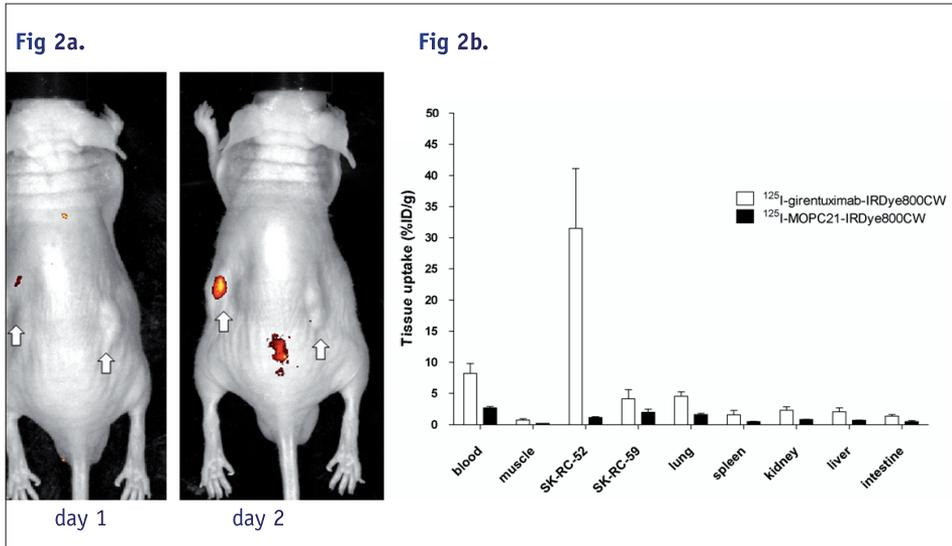 Fig 2a.
Fig 2b.
day 1
day 2
Tissue uptake (%ID/g)
50
45
40
35
30
25
20
15
10
5
0
¹²⁵I-girentuximab-IRDye800CW
¹²⁵I-MOPC21-IRDye800CW
blood
muscle
SK-RC-52
SK-RC-59
lung
spleen
kidney
liver
intestine